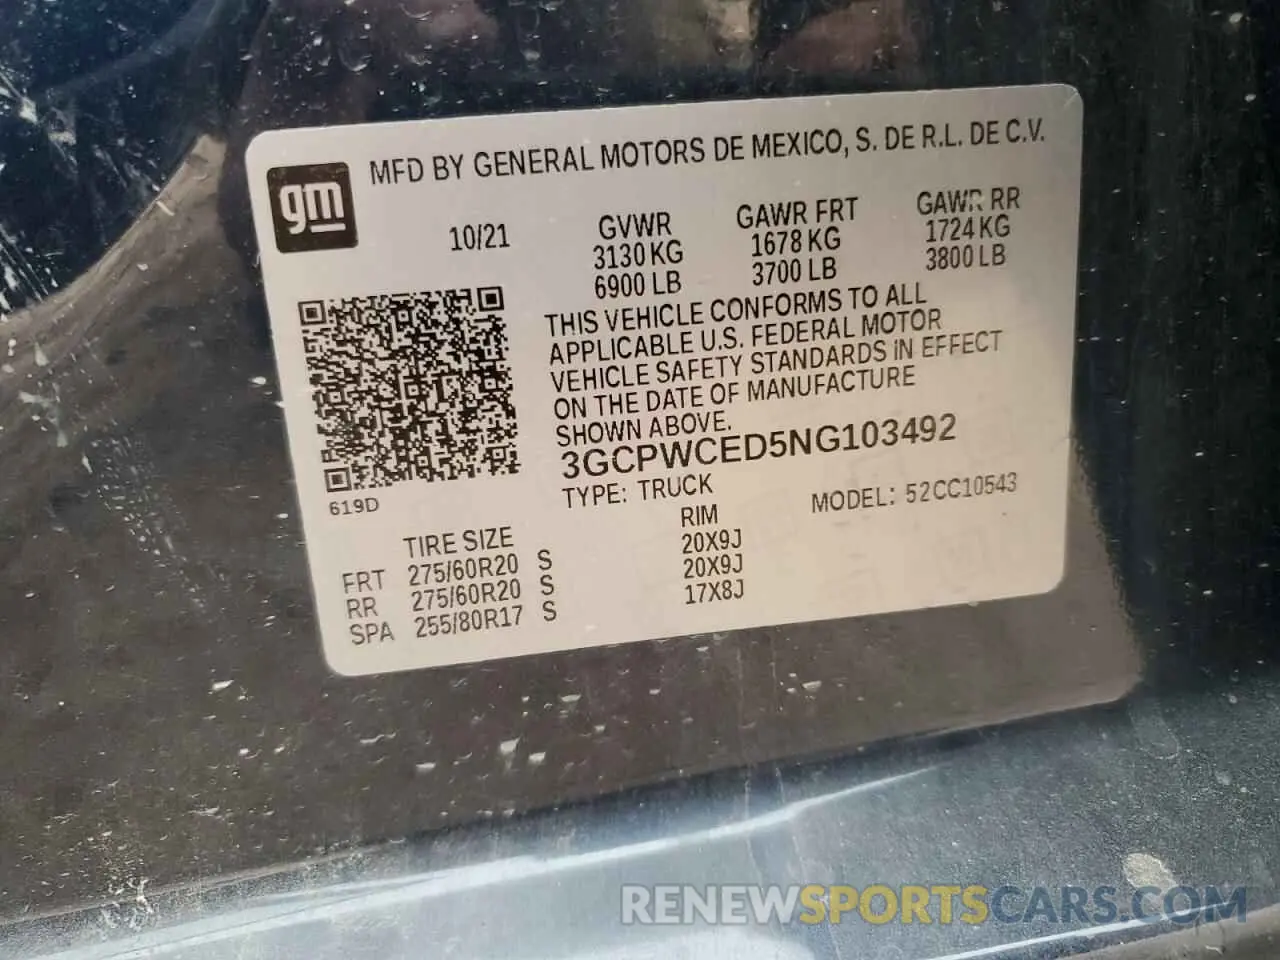 gm
MFD BY GENERAL MOTORS DE MEXICO, S. DE R.L. DE C.V.
10/21
GVWR
3130 KG
6900 LB
GAWR FRT
1678 KG
3700 LB
GAWR RR
1724 KG
3800 LB
THIS VEHICLE CONFORMS TO ALL
APPLICABLE U.S. FEDERAL MOTOR
VEHICLE SAFETY STANDARDS IN EFFECT
ON THE DATE OF MANUFACTURE
SHOWN ABOVE.
3GCPWCED5NG103492
TYPE: TRUCK
MODEL: 52CC10543
619D
TIRE SIZE RIM
FRT 275/60R20 S 20X9J
RR 275/60R20 S 20X9J
SPA 255/80R17 S 17X8J
RENEWSPORTSCARS.COM